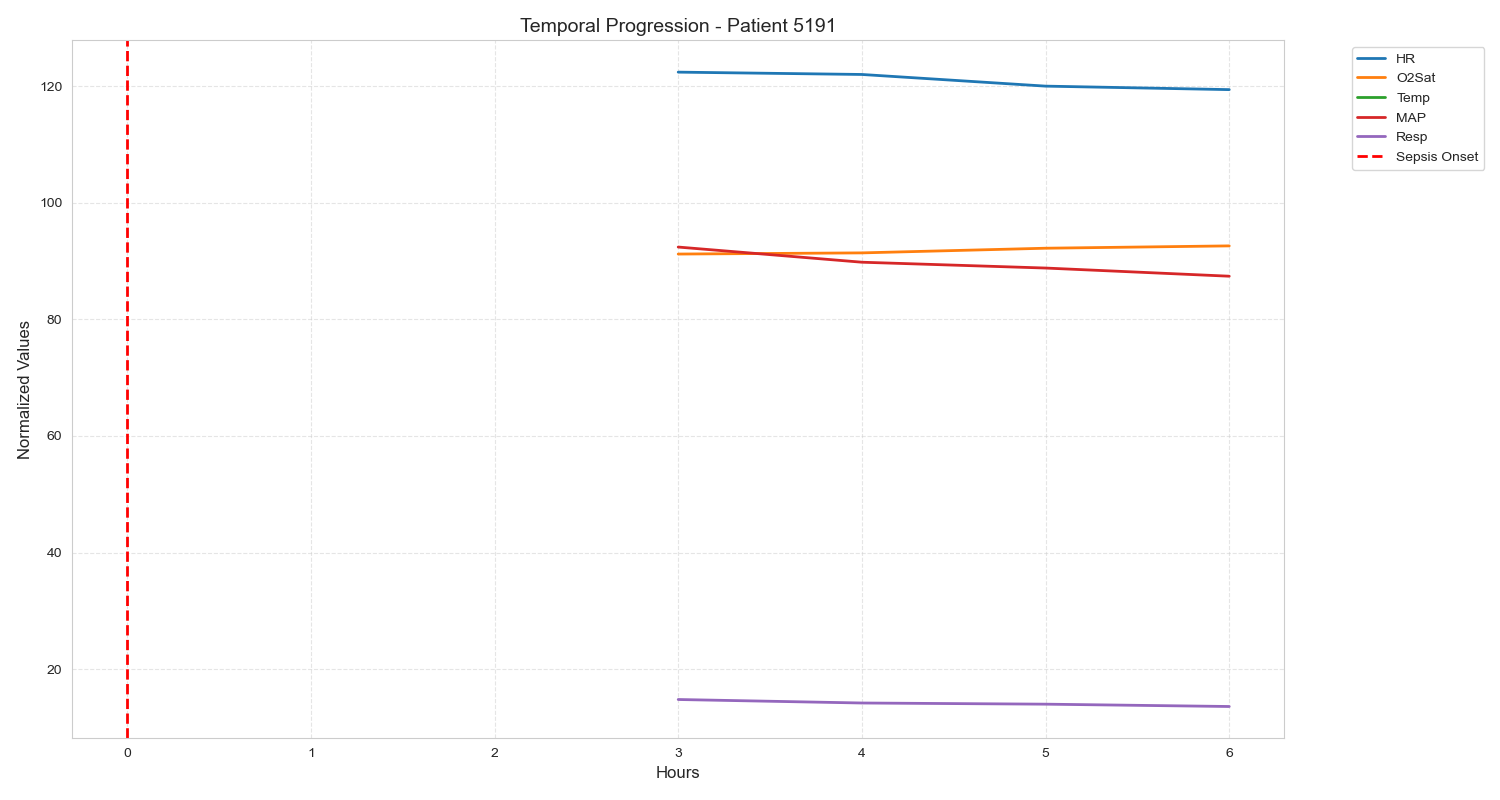 Temporal Progression - Patient 5191
HR
O2Sat
Temp
MAP
Resp
Sepsis Onset
Normalized Values
120
100
80
60
40
20
0 1 2 3 4 5 6
Hours